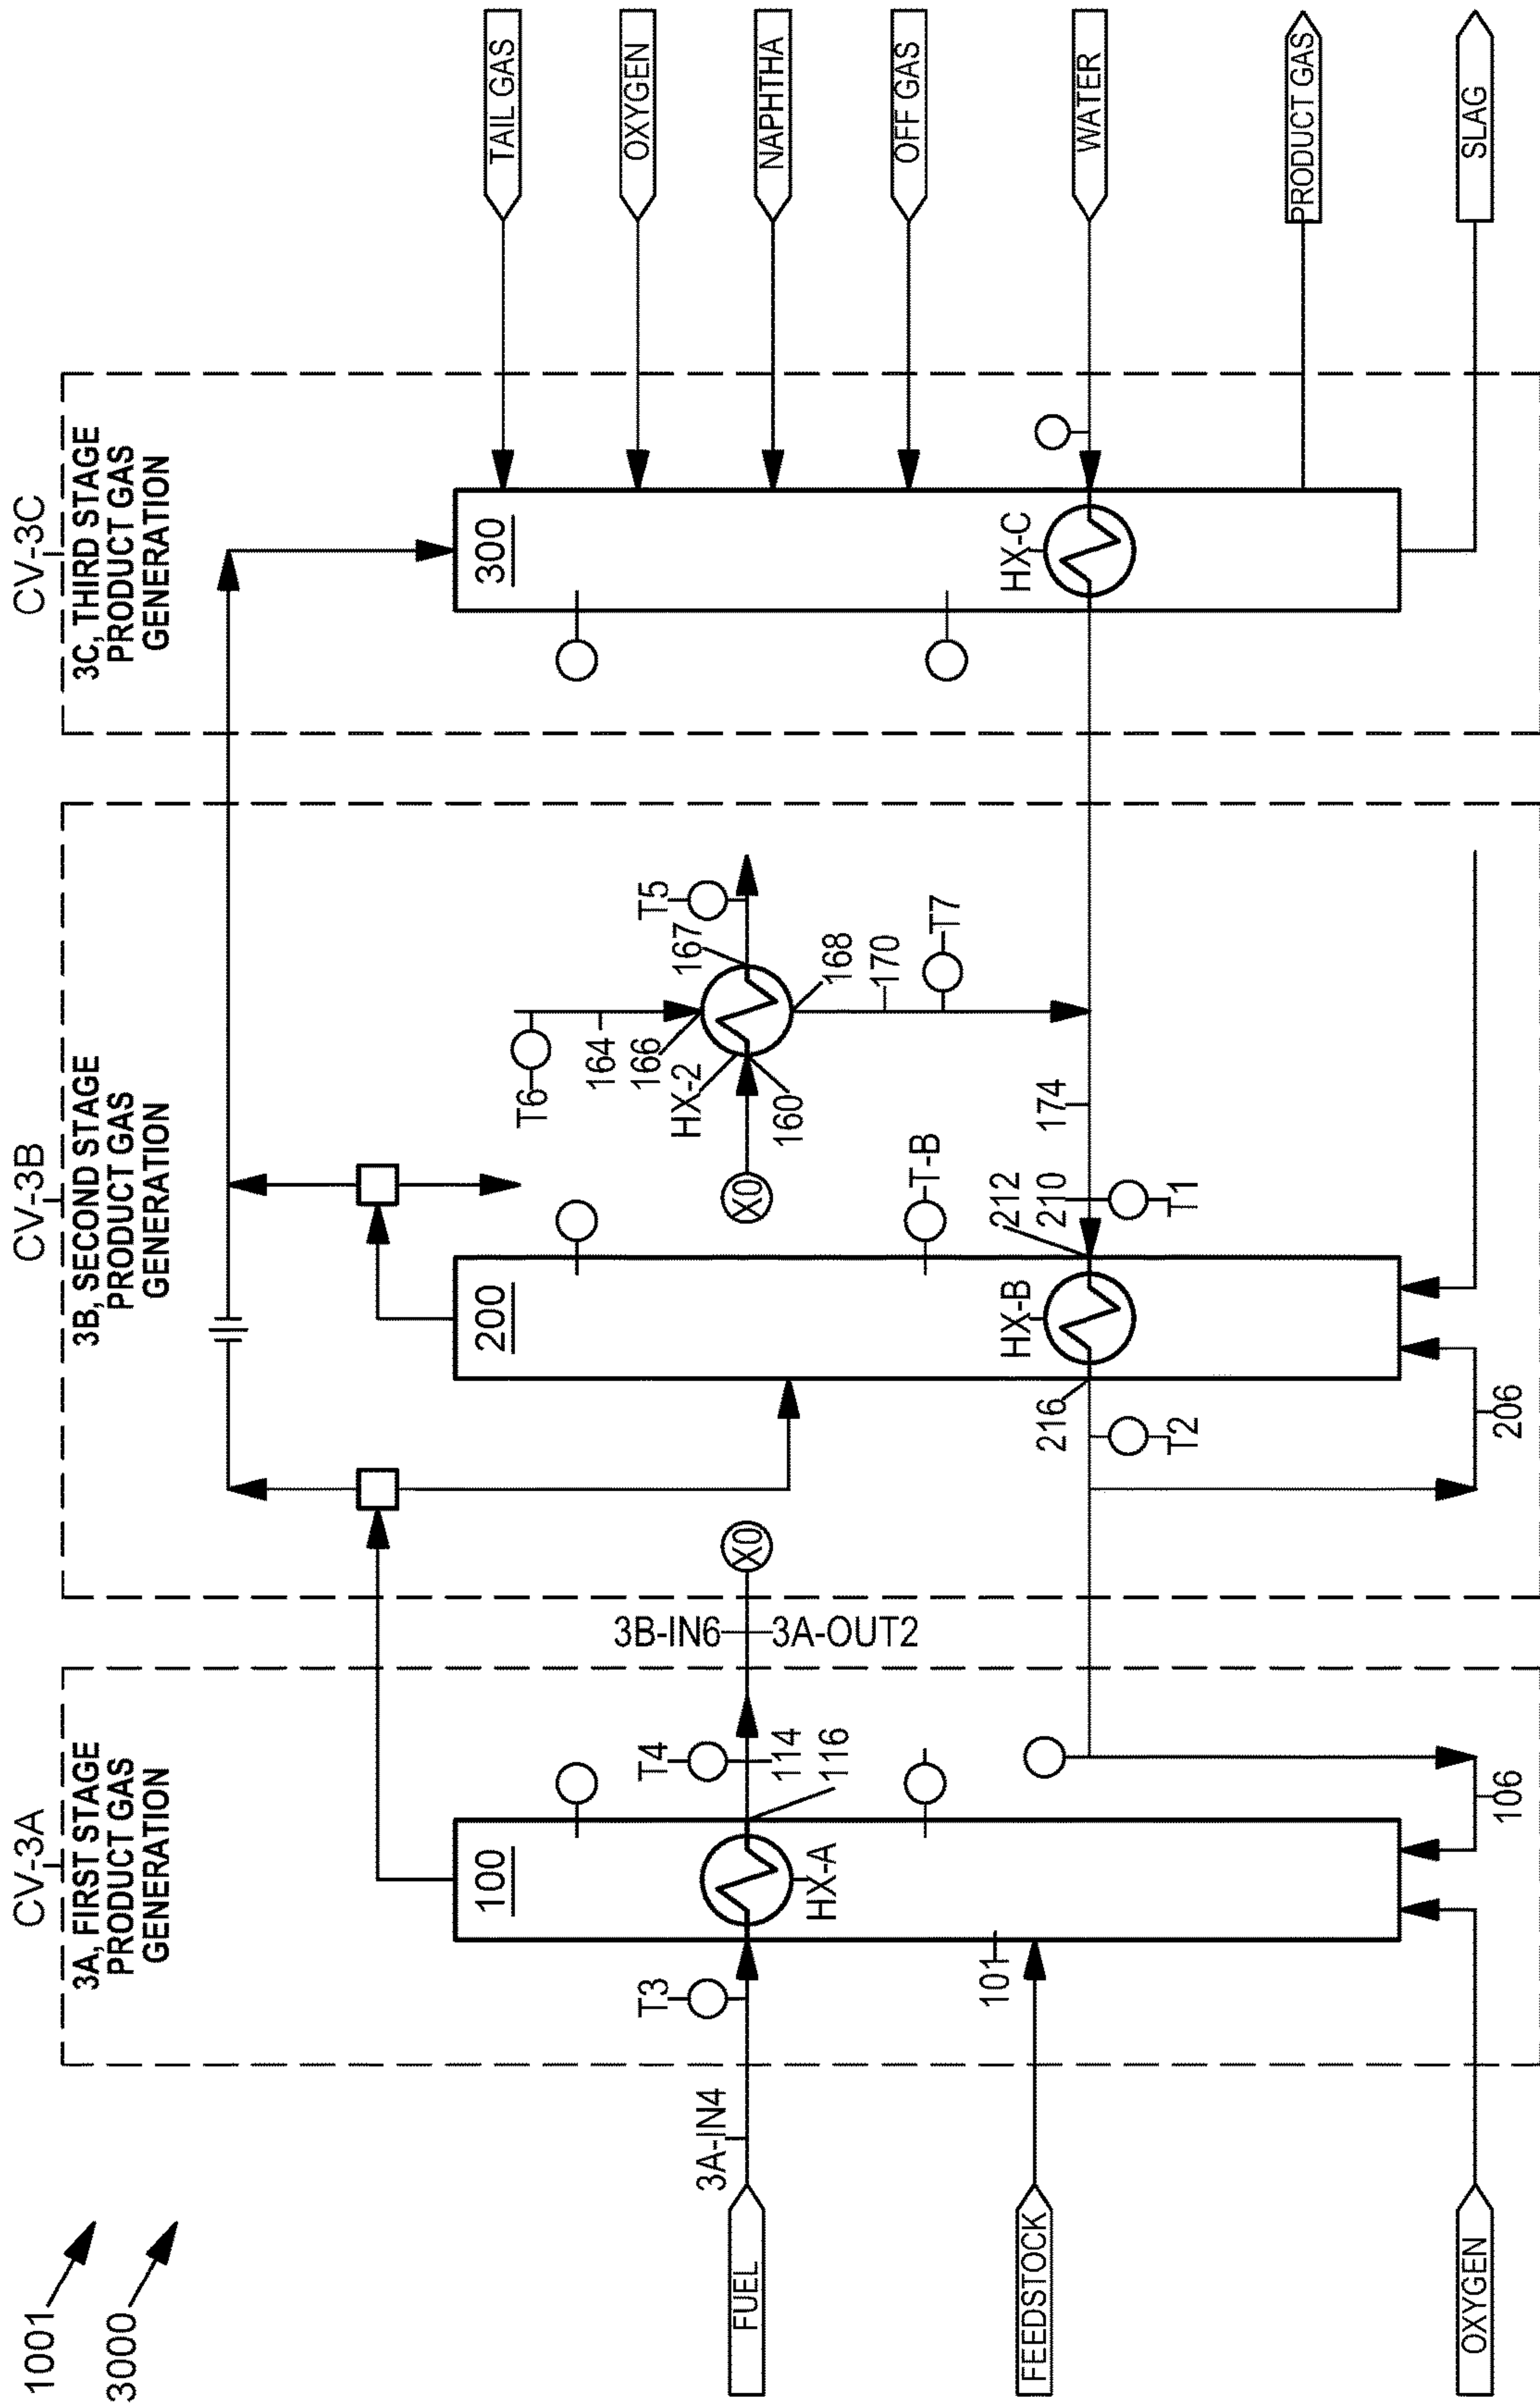 1001
3000
CV-3A
3A, FIRST STAGE
PRODUCT GAS
GENERATION
CV-3B
3B, SECOND STAGE
PRODUCT GAS
GENERATION
CV-3C
3C, THIRD STAGE
PRODUCT GAS
GENERATION
FUEL
FEEDSTOCK
OXYGEN
3A-IN4
T3
101
100
HX-A
T4
114
116
106
3B-IN6
3A-OUT2
X0
200
HX-B
216
T2
206
T-B
212
210
T1
174
X0
T6
164
166
HX-2
160
T5
167
168
170
T7
300
HX-C
TAIL GAS
OXYGEN
NAPHTHA
OFF GAS
WATER
PRODUCT GAS
SLAG